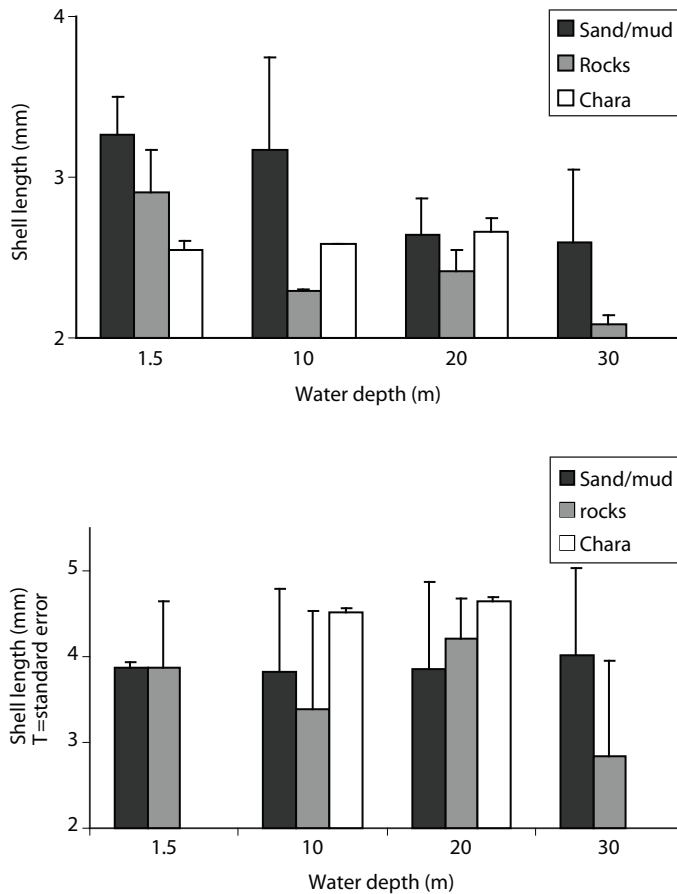 4
Sand/mud
Rocks
Chara
3
2
Shell length (mm)
1.5 10 20 30
Water depth (m)
Sand/mud
rocks
Chara
5
4
3
2
Shell length (mm)
T=standard error
1.5 10 20 30
Water depth (m)